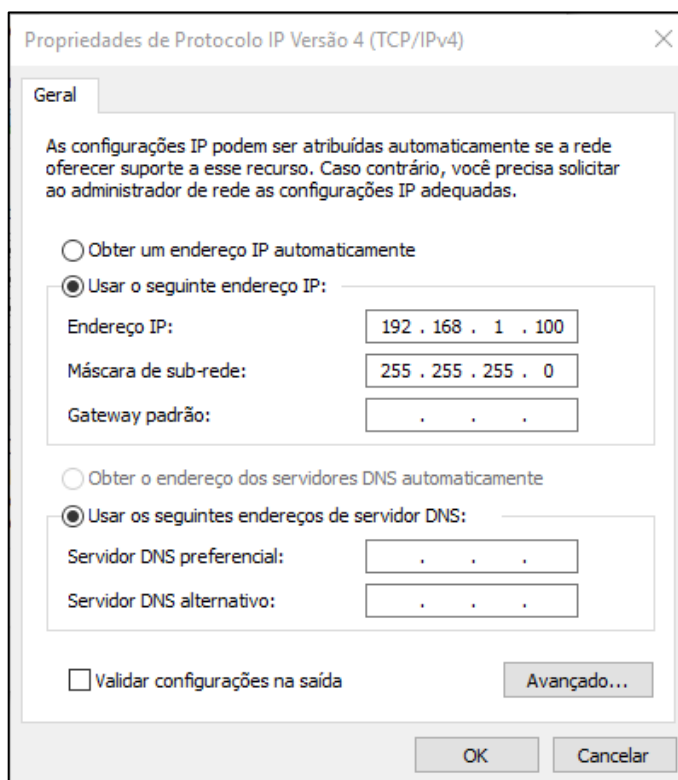 Propriedades de Protocolo IP Versão 4 (TCP/IPv4)
Geral
As configurações IP podem ser atribuídas automaticamente se a rede
oferecer suporte a esse recurso. Caso contrário, você precisa solicitar
ao administrador de rede as configurações IP adequadas.
Obter um endereço IP automaticamente
Usar o seguinte endereço IP:
Endereço IP: 192 . 168 . 1 . 100
Máscara de sub-rede: 255 . 255 . 255 . 0
Gateway padrão: . . .
Obter o endereço dos servidores DNS automaticamente
Usar os seguintes endereços de servidor DNS:
Servidor DNS preferencial: . . .
Servidor DNS alternativo: . . .
Validar configurações na saída Avançado...
OK Cancelar